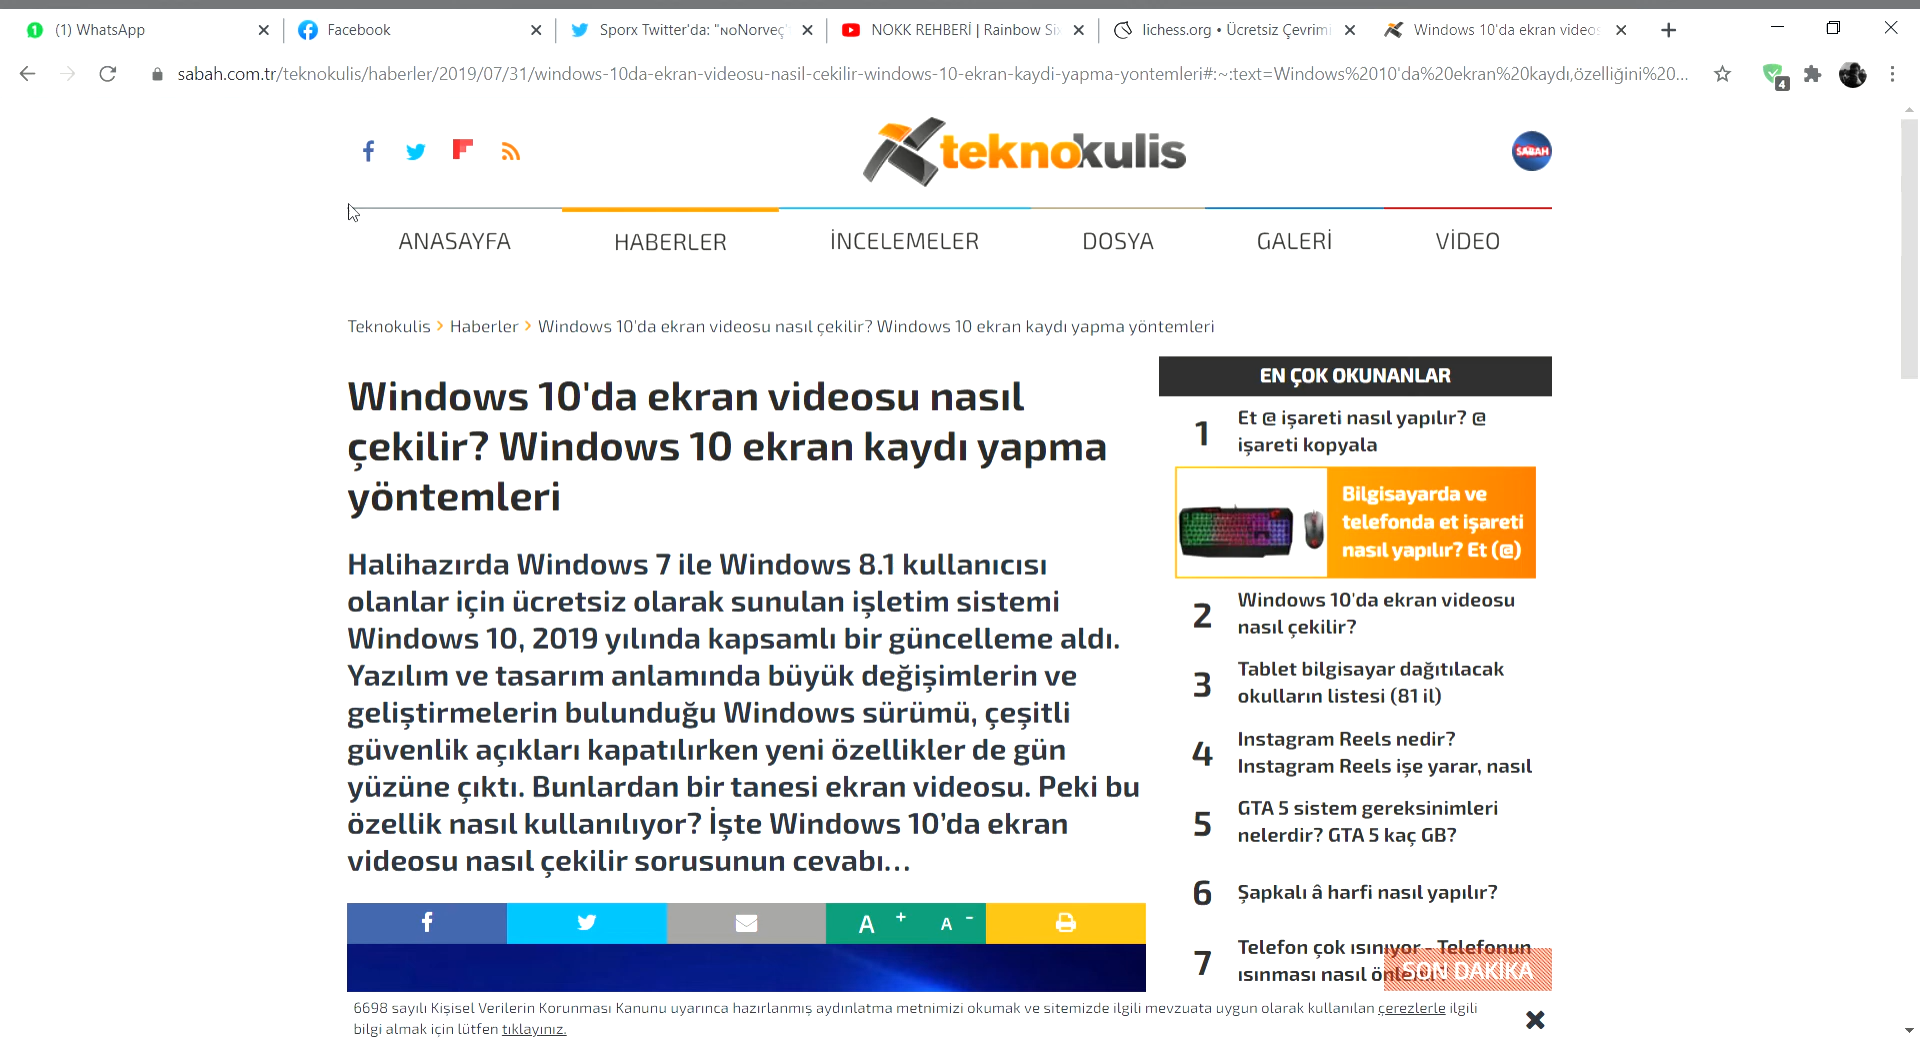 (1) WhatsApp
Facebook
Sporx Twitter'da: "ɴoNorveç'
NOKK REHBERİ | Rainbow Six
lichess.org • Ücretsiz Çevrimi
Windows 10'da ekran videos
sabah.com.tr/teknokulis/haberler/2019/07/31/windows-10da-ekran-videosu-nasil-cekilir-windows-10-ekran-kaydi-yapma-yontemleri#:~:text=Windows%2010'da%20ekran%20kaydı,özelliğini%20...
4
teknokulis
SABAH
ANASAYFA
HABERLER
İNCELEMELER
DOSYA
GALERİ
VİDEO
Teknokulis > Haberler > Windows 10'da ekran videosu nasıl çekilir? Windows 10 ekran kaydı yapma yöntemleri
Windows 10'da ekran videosu nasıl
çekilir? Windows 10 ekran kaydı yapma
yöntemleri
Halihazırda Windows 7 ile Windows 8.1 kullanıcısı
olanlar için ücretsiz olarak sunulan işletim sistemi
Windows 10, 2019 yılında kapsamlı bir güncelleme aldı.
Yazılım ve tasarım anlamında büyük değişimlerin ve
geliştirmelerin bulunduğu Windows sürümü, çeşitli
güvenlik açıkları kapatılırken yeni özellikler de gün
yüzüne çıktı. Bunlardan bir tanesi ekran videosu. Peki bu
özellik nasıl kullanılıyor? İşte Windows 10’da ekran
videosu nasıl çekilir sorusunun cevabı…
A + A -
EN ÇOK OKUNANLAR
1
Et @ işareti nasıl yapılır? @
işareti kopyala
Bilgisayarda ve
telefonda et işareti
nasıl yapılır? Et (@)
2
Windows 10'da ekran videosu
nasıl çekilir?
3
Tablet bilgisayar dağıtılacak
okulların listesi (81 il)
4
Instagram Reels nedir?
Instagram Reels işe yarar, nasıl
5
GTA 5 sistem gereksinimleri
nelerdir? GTA 5 kaç GB?
6
Şapkalı â harfi nasıl yapılır?
7
Telefon çok ısınıyor - Telefonun
ısınması nasıl önlenir?
SON DAKİKA
6698 sayılı Kişisel Verilerin Korunması Kanunu uyarınca hazırlanmış aydınlatma metnimizi okumak ve sitemizde ilgili mevzuata uygun olarak kullanılan çerezlerle ilgili
bilgi almak için lütfen tıklayınız.